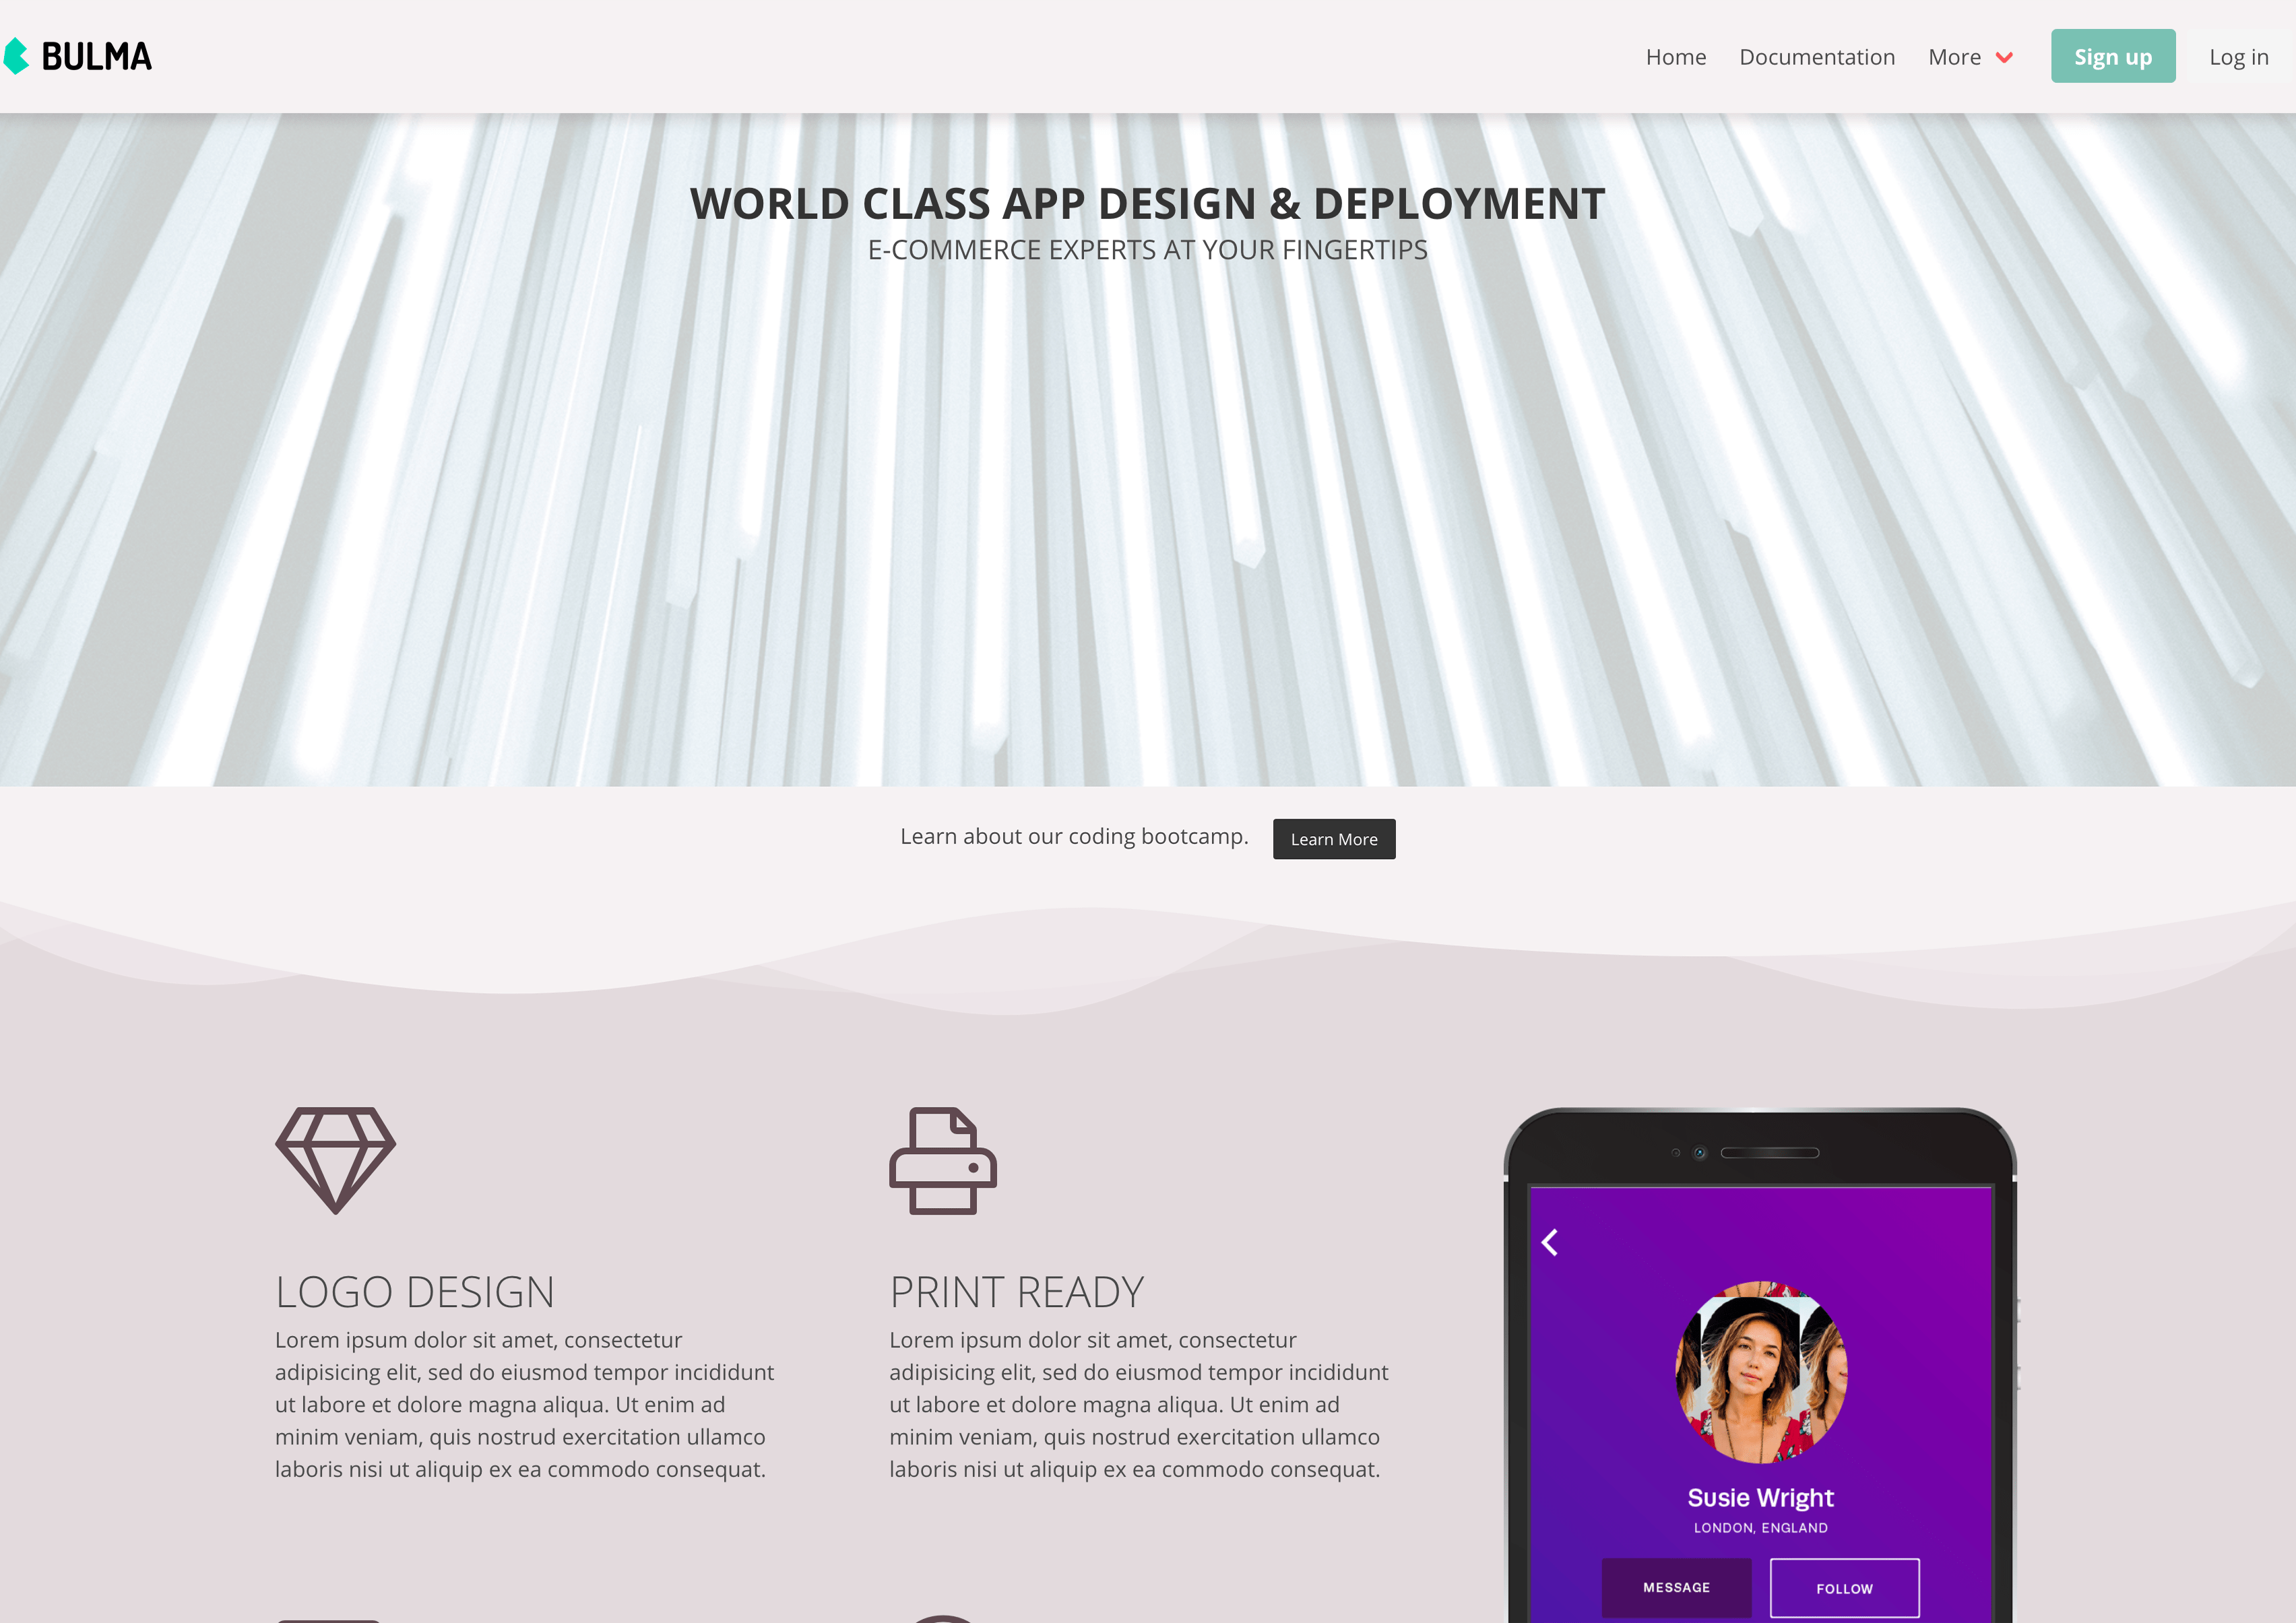 BULMA
Home
Documentation
More
Sign up
Log in
WORLD CLASS APP DESIGN & DEPLOYMENT
E-COMMERCE EXPERTS AT YOUR FINGERTIPS
Learn about our coding bootcamp.
Learn More
LOGO DESIGN
Lorem ipsum dolor sit amet, consectetur
adipisicing elit, sed do eiusmod tempor incididunt
ut labore et dolore magna aliqua. Ut enim ad
minim veniam, quis nostrud exercitation ullamco
laboris nisi ut aliquip ex ea commodo consequat.
PRINT READY
Lorem ipsum dolor sit amet, consectetur
adipisicing elit, sed do eiusmod tempor incididunt
ut labore et dolore magna aliqua. Ut enim ad
minim veniam, quis nostrud exercitation ullamco
laboris nisi ut aliquip ex ea commodo consequat.
Susie Wright
LONDON, ENGLAND
MESSAGE
FOLLOW